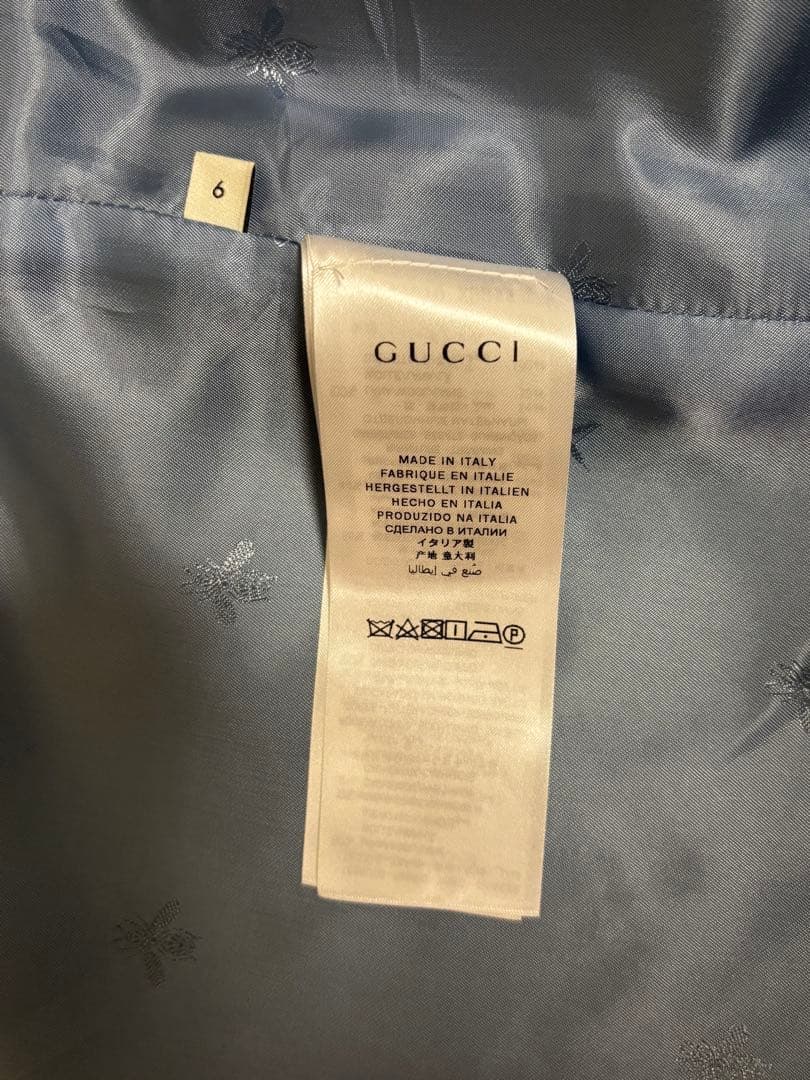 6
GUCCI
MADE IN ITALY
FABRIQUE EN ITALIE
HERGESTELLT IN ITALIEN
HECHO EN ITALIA
PRODUZIDO NA ITALIA
СДЕЛАНО В ИТАЛИИ
イタリア製
产地 意大利
صنع في إيطاليا
P